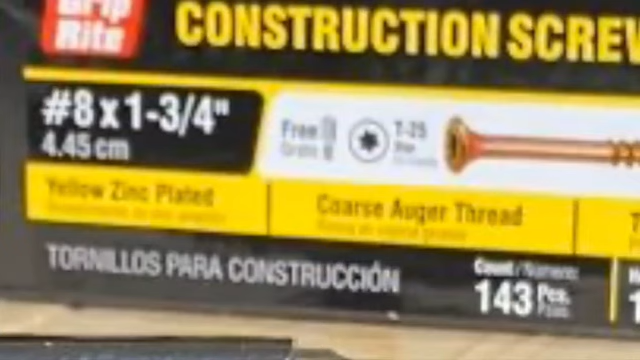 Grip
Rite
CONSTRUCTION SCREW
#8 x 1-3/4"
4.45 cm
Free
T-25
Yellow Zinc Plated
Coarse Auger Thread
TORNILLOS PARA CONSTRUCCIÓN
Count / Número:
143 Pcs.